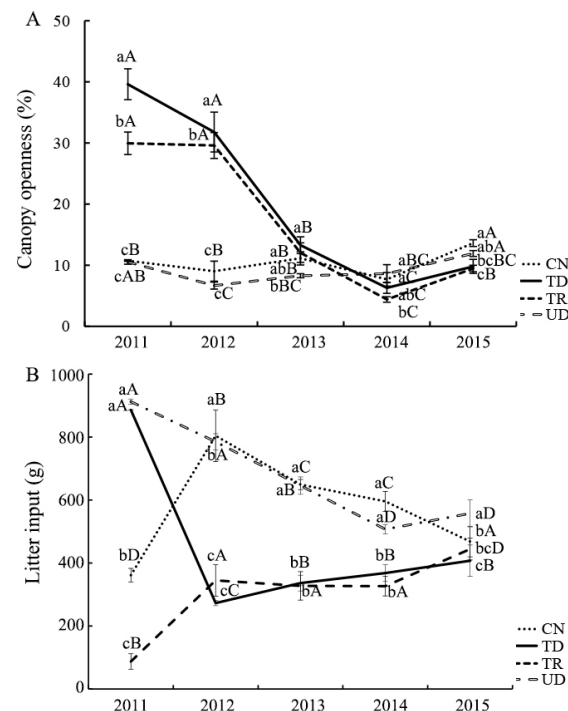 A
Canopy openness (%)
50
40
30
20
10
0
aA
bA
cB
cAB
aA
bA
cB
cC
aB
aB
abB
bBC
aBC
aC
abC
bC
aA
abA
bcBC
cB
2011
2012
2013
2014
2015
CN
TD
TR
UD
B
Litter input (g)
1000
800
600
400
200
0
aA
aA
bD
cB
aB
bA
cA
cC
aC
aB
bB
bA
aC
aD
bB
bA
aD
bA
bcD
cB
2011
2012
2013
2014
2015
CN
TD
TR
UD